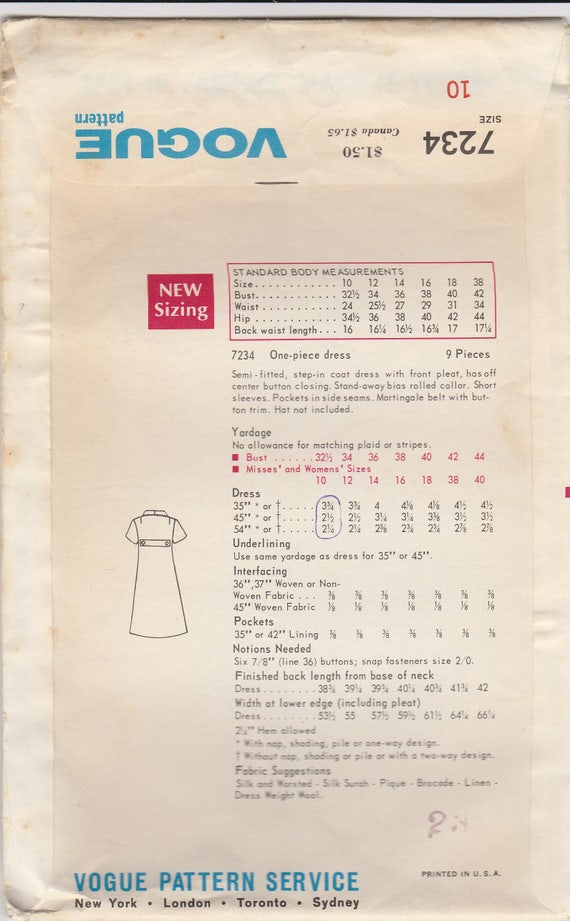 10
SIZE
7234
$1.50
Canada $1.65
VOGUE
pattern
NEW
Sizing
STANDARD BODY MEASUREMENTS
Size............ 10 12 14 16 18 38
Bust............ 32½ 34 36 38 40 42
Waist........... 24 25½ 27 29 31 34
Hip............. 34½ 36 38 40 42 44
Back waist length... 16 16¼ 16½ 16¾ 17 17¼
7234 One-piece dress 9 Pieces
Semi-fitted, step-in coat dress with front pleat, has off
center button closing. Stand-away bias rolled collar. Short
sleeves. Pockets in side seams. Martingale belt with but-
ton trim. Hat not included.
Yardage
No allowance for matching plaid or stripes.
■ Bust ...... 32½ 34 36 38 40 42 44
■ Misses' and Womens' Sizes
10 12 14 16 18 38 40
Dress
35" * or †..... 3¾ 3¾ 4 4⅛ 4⅛ 4½ 4½
45" * or †..... 2½ 2½ 3¼ 3¼ 3⅜ 3½ 3½
54" * or †..... 2¼ 2¼ 2⅜ 2¾ 2¾ 2⅞ 2⅞
Underlining
Use same yardage as dress for 35" or 45".
Interfacing
36",37" Woven or Non-
Woven Fabric ... ⅜ ⅜ ⅜ ⅜ ⅜ ⅜ ⅜
45" Woven Fabric ⅛ ⅛ ⅛ ⅛ ⅛ ⅛ ⅛
Pockets
35" or 42" Lining ⅜ ⅜ ⅜ ⅜ ⅜ ⅜ ⅜
Notions Needed
Six 7/8" (line 36) buttons; snap fasteners size 2/0.
Finished back length from base of neck
Dress........ 38¾ 39¼ 39¾ 40¼ 40¾ 41¾ 42
Width at lower edge (including pleat)
Dress........ 53½ 55 57½ 59½ 61½ 64¼ 66¼
2½" Hem allowed
* With nap, shading, pile or one-way design.
† Without nap, shading, pile or with a two-way design.
Fabric Suggestions
Silk and Worsted - Silk Surah - Pique - Brocade - Linen -
Dress Weight Wool.
VOGUE PATTERN SERVICE
New York • London • Toronto • Sydney
PRINTED IN U.S.A.